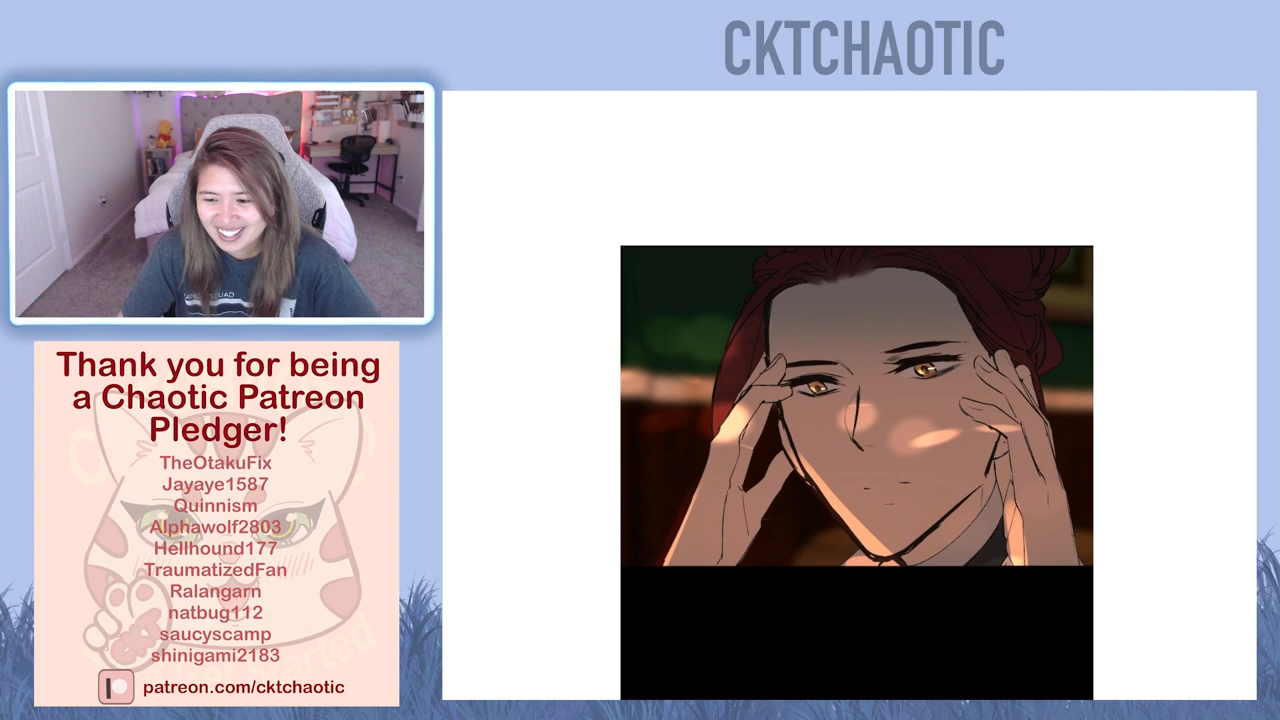 CKTCHAOTIC
Thank you for being
a Chaotic Patreon
Pledger!
TheOtakuFix
Jayaye1587
Quinnism
Alphawolf2803
Hellhound177
TraumatizedFan
Ralangarn
natbug112
saucyscamp
shinigami2183
patreon.com/cktchaotic